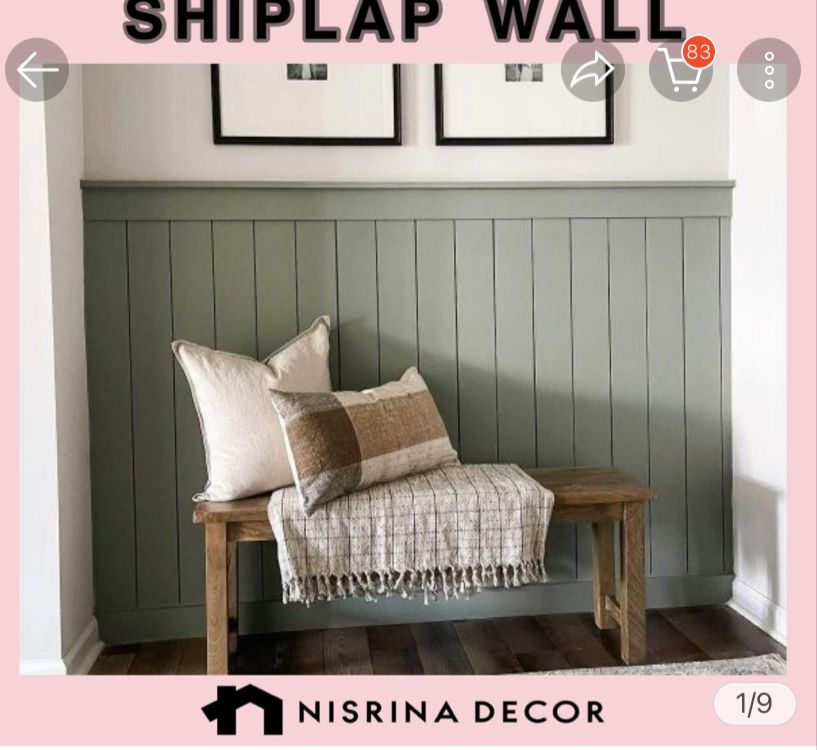 SHIPLAP WALL
83
NISRINA DECOR
1/9